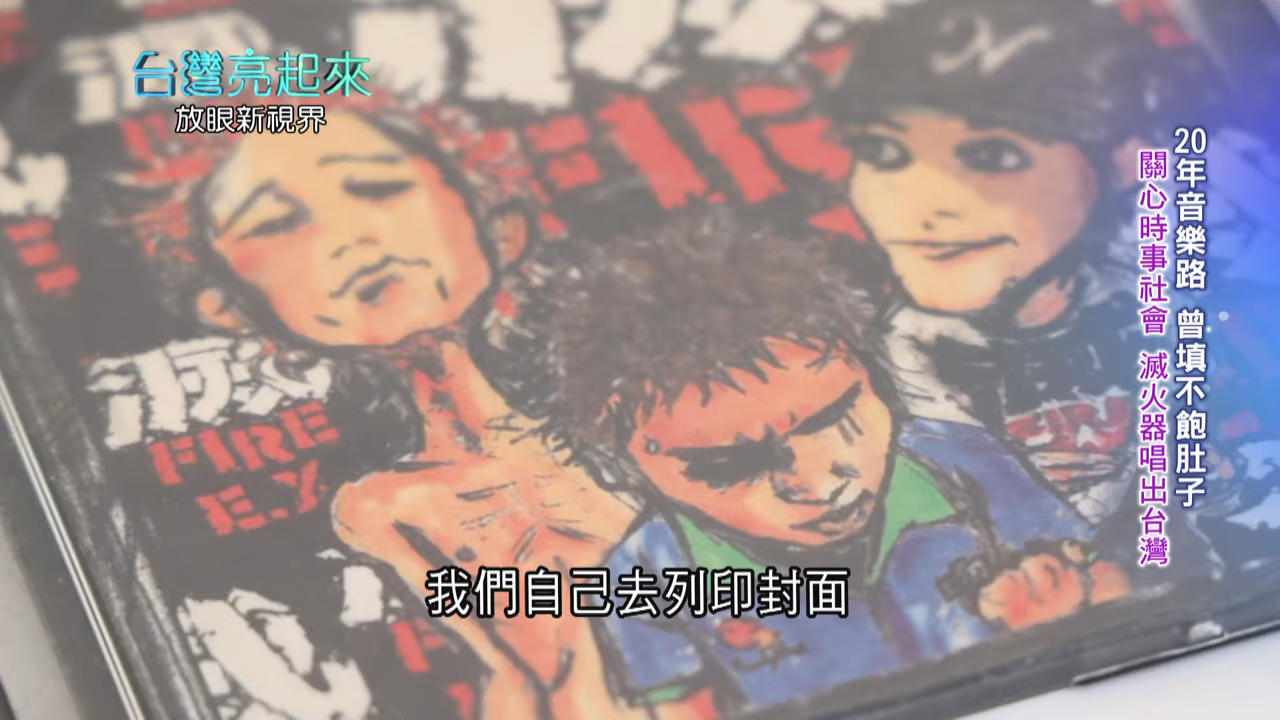 台灣亮起來
放眼新視界
20年音樂路 曾填不飽肚子
關心時事社會 滅火器唱出台灣
FIRE
E.X
我們自己去列印封面